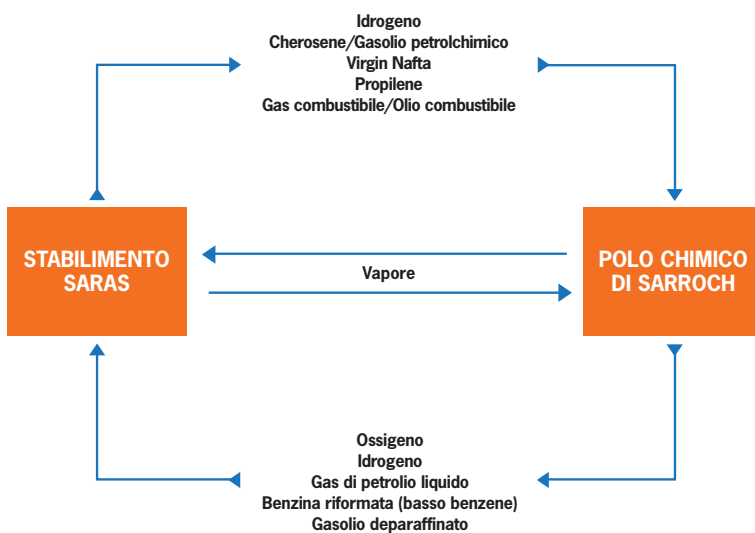 Idrogeno
Cherosene/Gasolio petrolchimico
Virgin Nafta
Propilene
Gas combustibile/Olio combustibile
STABILIMENTO
SARAS
Vapore
POLO CHIMICO
DI SARROCH
Ossigeno
Idrogeno
Gas di petrolio liquido
Benzina riformata (basso benzene)
Gasolio deparaffinato